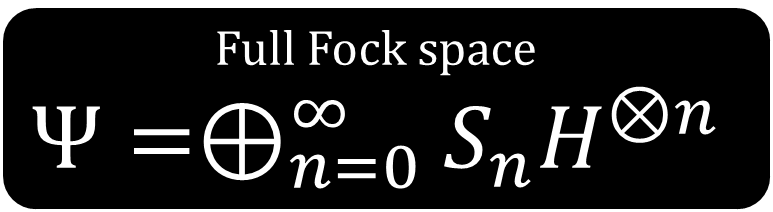 Full Fock space
Ψ =⊕_{n=0}^{∞} S_n H^{⊗n}